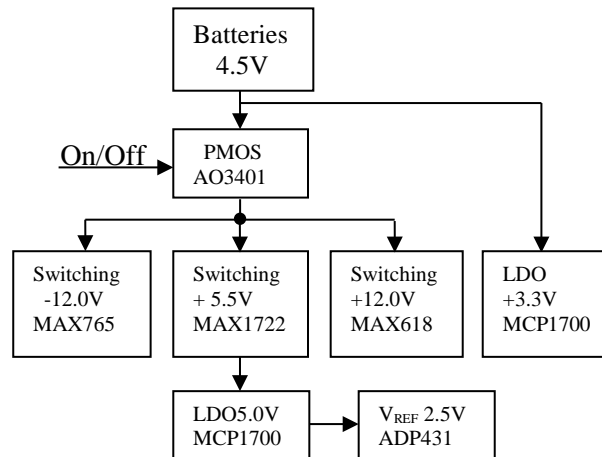 Batteries
4.5V
On/Off
PMOS
AO3401
Switching
-12.0V
MAX765
Switching
+ 5.5V
MAX1722
Switching
+12.0V
MAX618
LDO
+3.3V
MCP1700
LDO5.0V
MCP1700
VREF 2.5V
ADP431